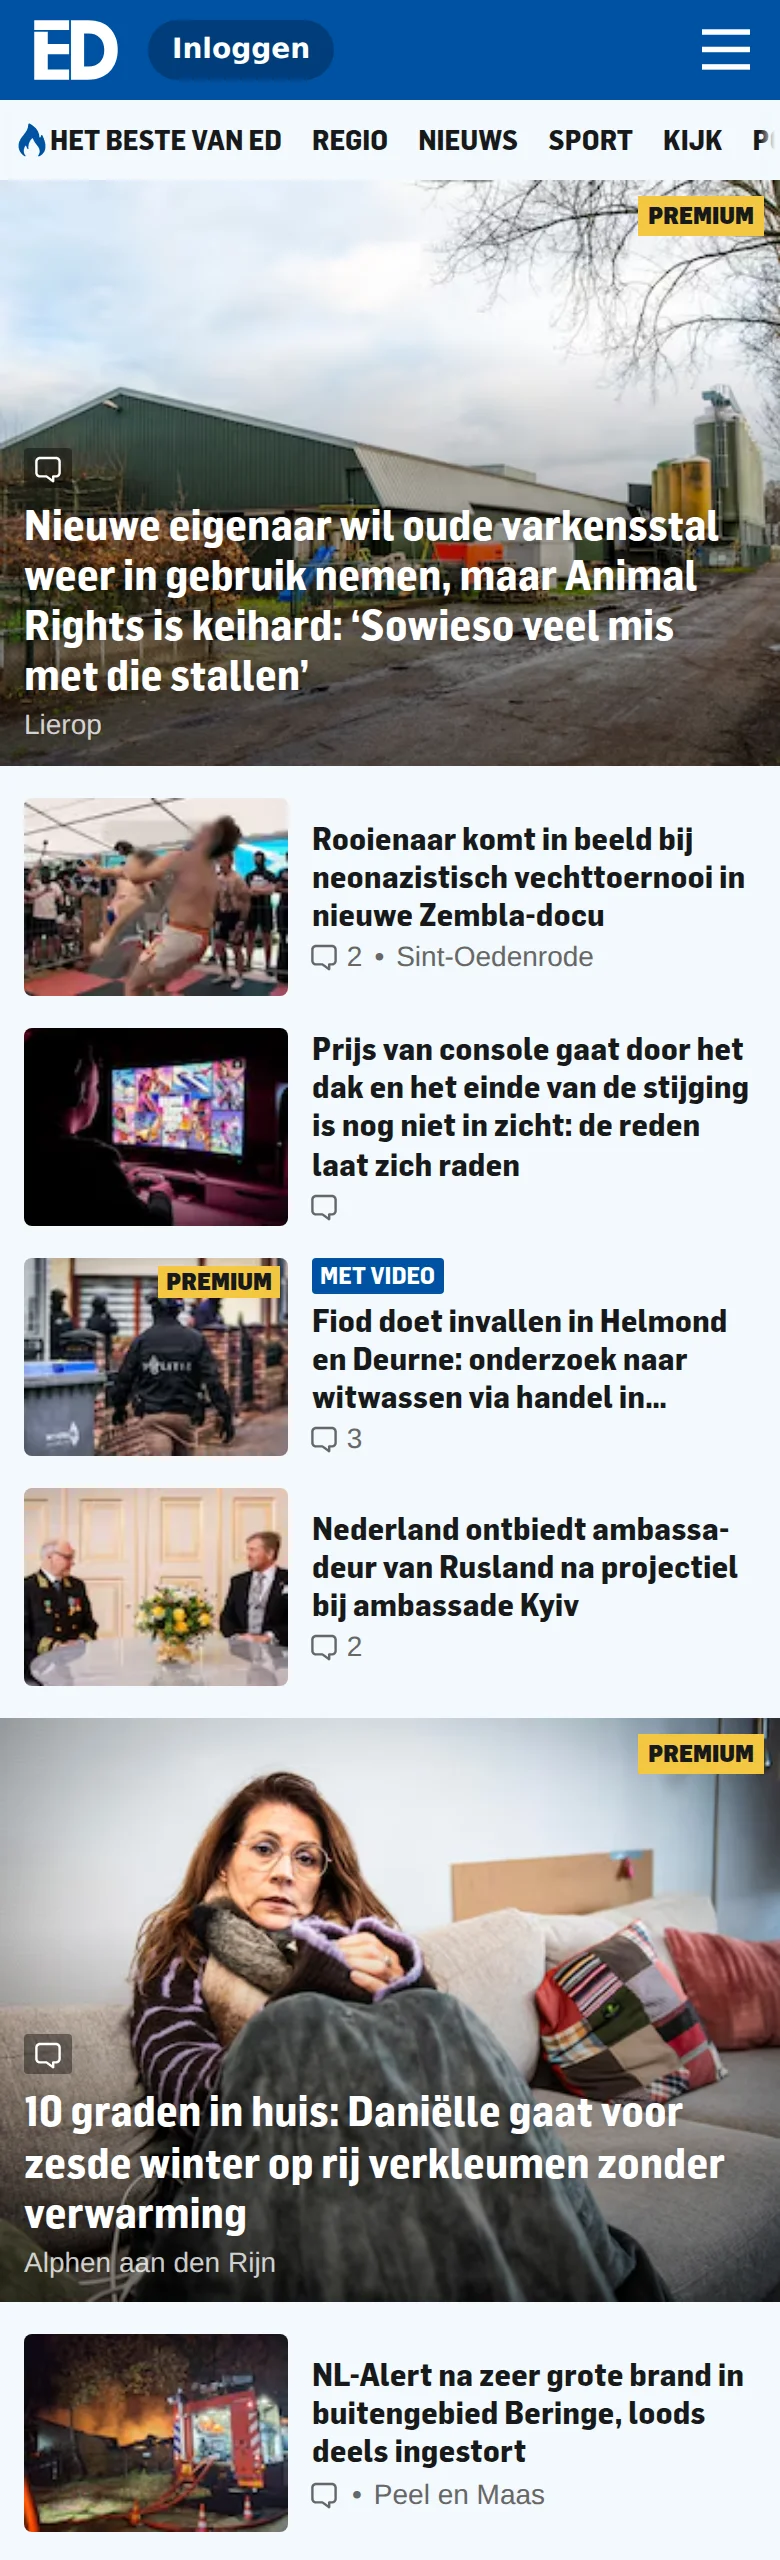 ED
Inloggen
HET BESTE VAN ED REGIO NIEUWS SPORT KIJK
PREMIUM
Nieuwe eigenaar wil oude varkensstal
weer in gebruik nemen, maar Animal
Rights is keihard: ‘Sowieso veel mis
met die stallen’
Lierop
Rooienaar komt in beeld bij
neonazistisch vechttoernooi in
nieuwe Zembla-docu
2 • Sint-Oedenrode
Prijs van console gaat door het
dak en het einde van de stijging
is nog niet in zicht: de reden
laat zich raden
PREMIUM
MET VIDEO
Fiod doet invallen in Helmond
en Deurne: onderzoek naar
witwassen via handel in...
3
Nederland ontbiedt ambassa-
deur van Rusland na projectiel
bij ambassade Kyiv
2
PREMIUM
10 graden in huis: Daniëlle gaat voor
zesde winter op rij verkleumen zonder
verwarming
Alphen aan den Rijn
NL-Alert na zeer grote brand in
buitengebied Beringe, loods
deels ingestort
• Peel en Maas